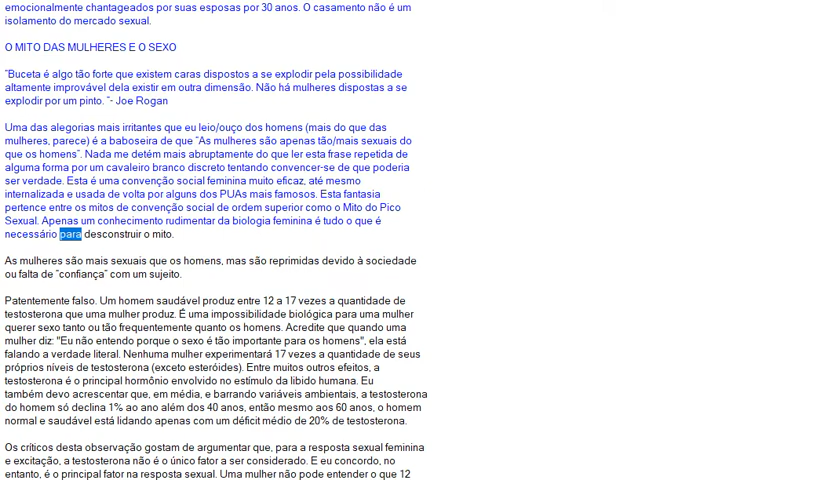 emocionalmente chantageados por suas esposas por 30 anos. O casamento não é um
isolamento do mercado sexual.
O MITO DAS MULHERES E O SEXO
"Buceta é algo tão forte que existem caras dispostos a se explodir pela possibilidade
altamente improvável dela existir em outra dimensão. Não há mulheres dispostas a se
explodir por um pinto. "- Joe Rogan
Uma das alegorias mais irritantes que eu leio/ouço dos homens (mais do que das
mulheres, parece) é a baboseira de que "As mulheres são apenas tão/mais sexuais do
que os homens". Nada me detém mais abruptamente do que ler esta frase repetida de
alguma forma por um cavaleiro branco discreto tentando convencer-se de que poderia
ser verdade. Esta é uma convenção social feminina muito eficaz, até mesmo
internalizada e usada de volta por alguns dos PUAs mais famosos. Esta fantasia
pertence entre os mitos de convenção social de ordem superior como o Mito do Pico
Sexual. Apenas um conhecimento rudimentar da biologia feminina é tudo o que é
necessário para desconstruir o mito.
As mulheres são mais sexuais que os homens, mas são reprimidas devido à sociedade
ou falta de "confiança" com um sujeito.
Patentemente falso. Um homem saudável produz entre 12 a 17 vezes a quantidade de
testosterona que uma mulher produz. É uma impossibilidade biológica para uma mulher
querer sexo tanto ou tão frequentemente quanto os homens. Acredite que quando uma
mulher diz: "Eu não entendo porque o sexo é tão importante para os homens", ela está
falando a verdade literal. Nenhuma mulher experimentará 17 vezes a quantidade de seus
próprios níveis de testosterona (exceto esteróides). Entre muitos outros efeitos, a
testosterona é o principal hormônio envolvido no estímulo da libido humana. Eu
também devo acrescentar que, em média, e barrando variáveis ambientais, a testosterona
do homem só declina 1% ao ano além dos 40 anos, então mesmo aos 60 anos, o homem
normal e saudável está lidando apenas com um déficit médio de 20% de testosterona.
Os críticos desta observação gostam de argumentar que, para a resposta sexual feminina
e excitação, a testosterona não é o único fator a ser considerado. E eu concordo, no
entanto, é o principal fator na resposta sexual. Uma mulher não pode entender o que 12